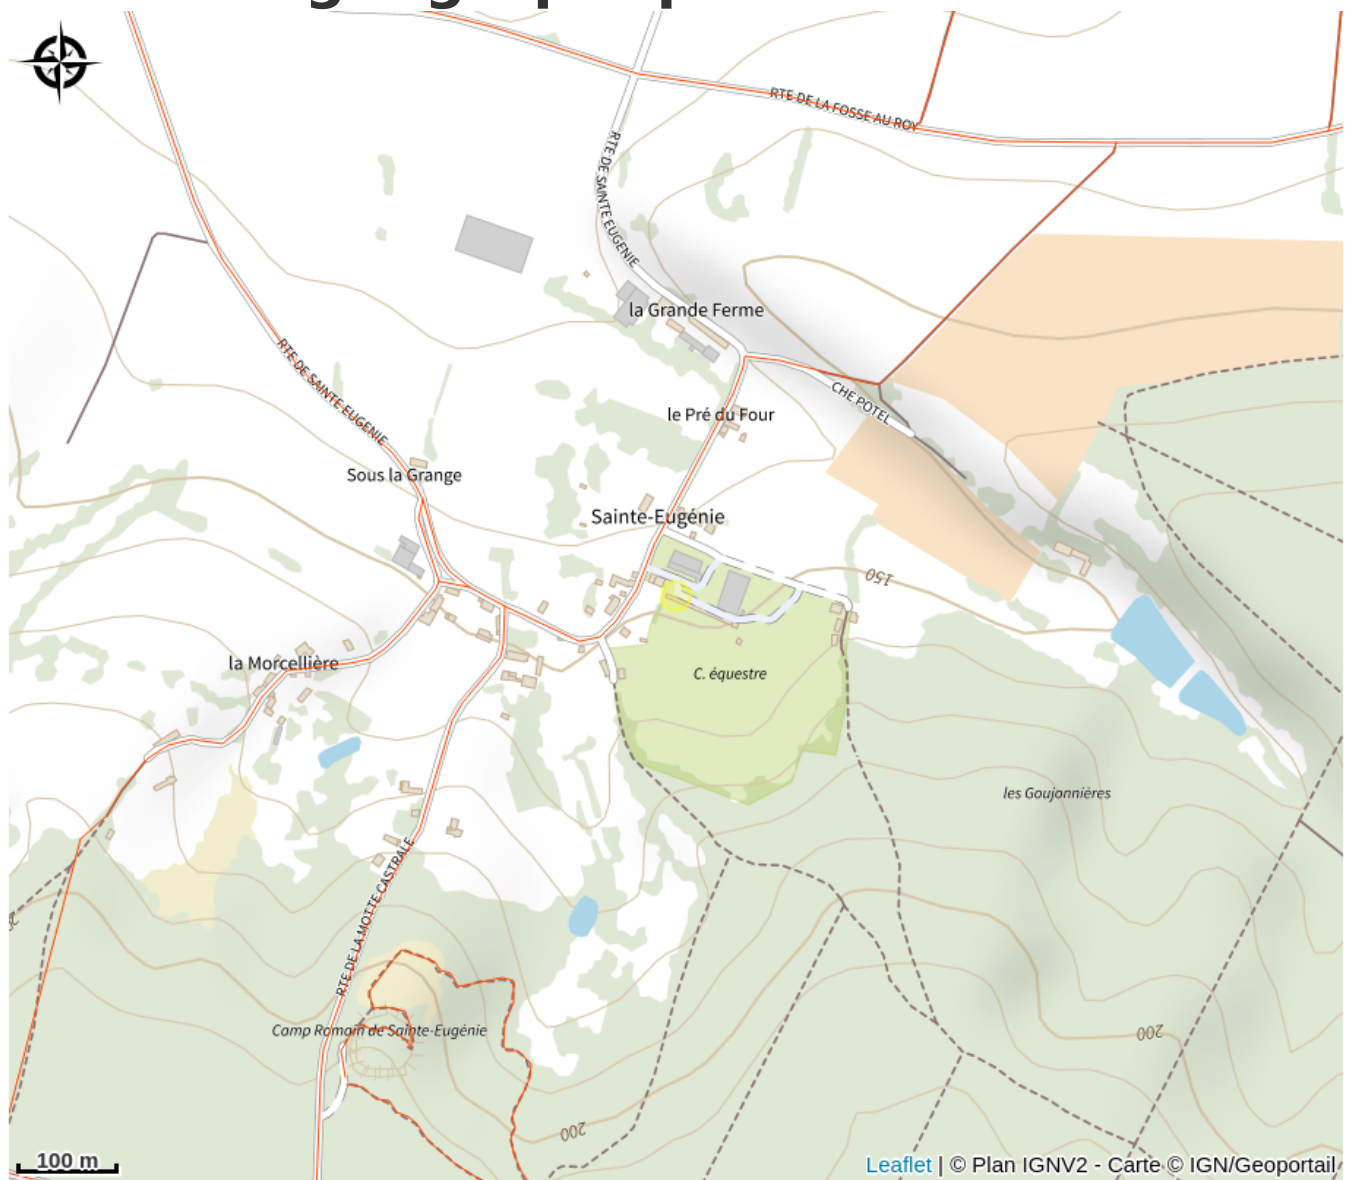 RTE DE LA FOSSE AU ROY
RTE DE SAINTE EUGENIE
la Grande Ferme
RTE DE SAINTE EUGENIE
CHE POTEL
le Pré du Four
Sous la Grange
Sainte-Eugénie
150
la Morcellière
C. équestre
les Goujonnières
RTE DE LA MOTTE CASTRALE
Camp Romain de Sainte-Eugénie
200
200
100 m
Leaflet | © Plan IGNV2 - Carte © IGN/Geoportail